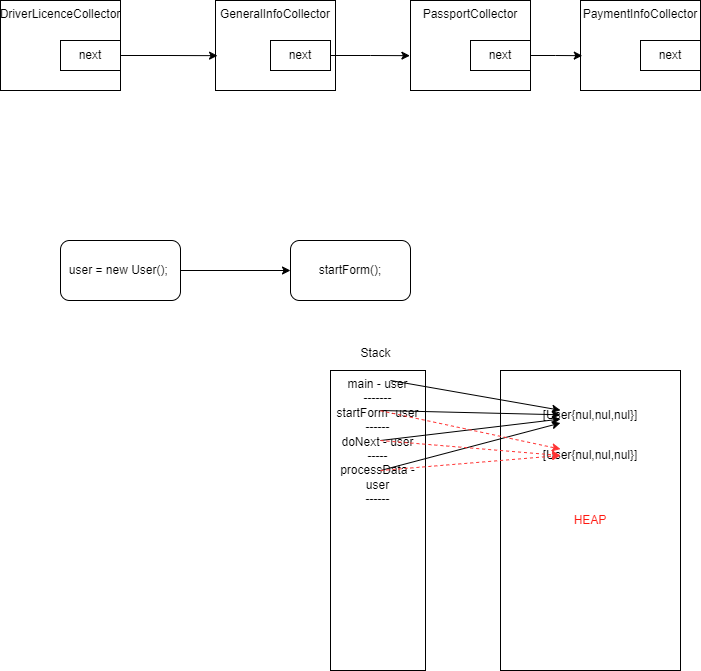 DriverLicenceCollector
GeneralInfoCollector
PassportCollector
PaymentInfoCollector
next
next
next
next
user = new User();
startForm();
Stack
main - user
-------
startForm -user
------
doNext - user
-----
processData -
user
------
[User{nul,nul,nul}]
[User{nul,nul,nul}]
HEAP